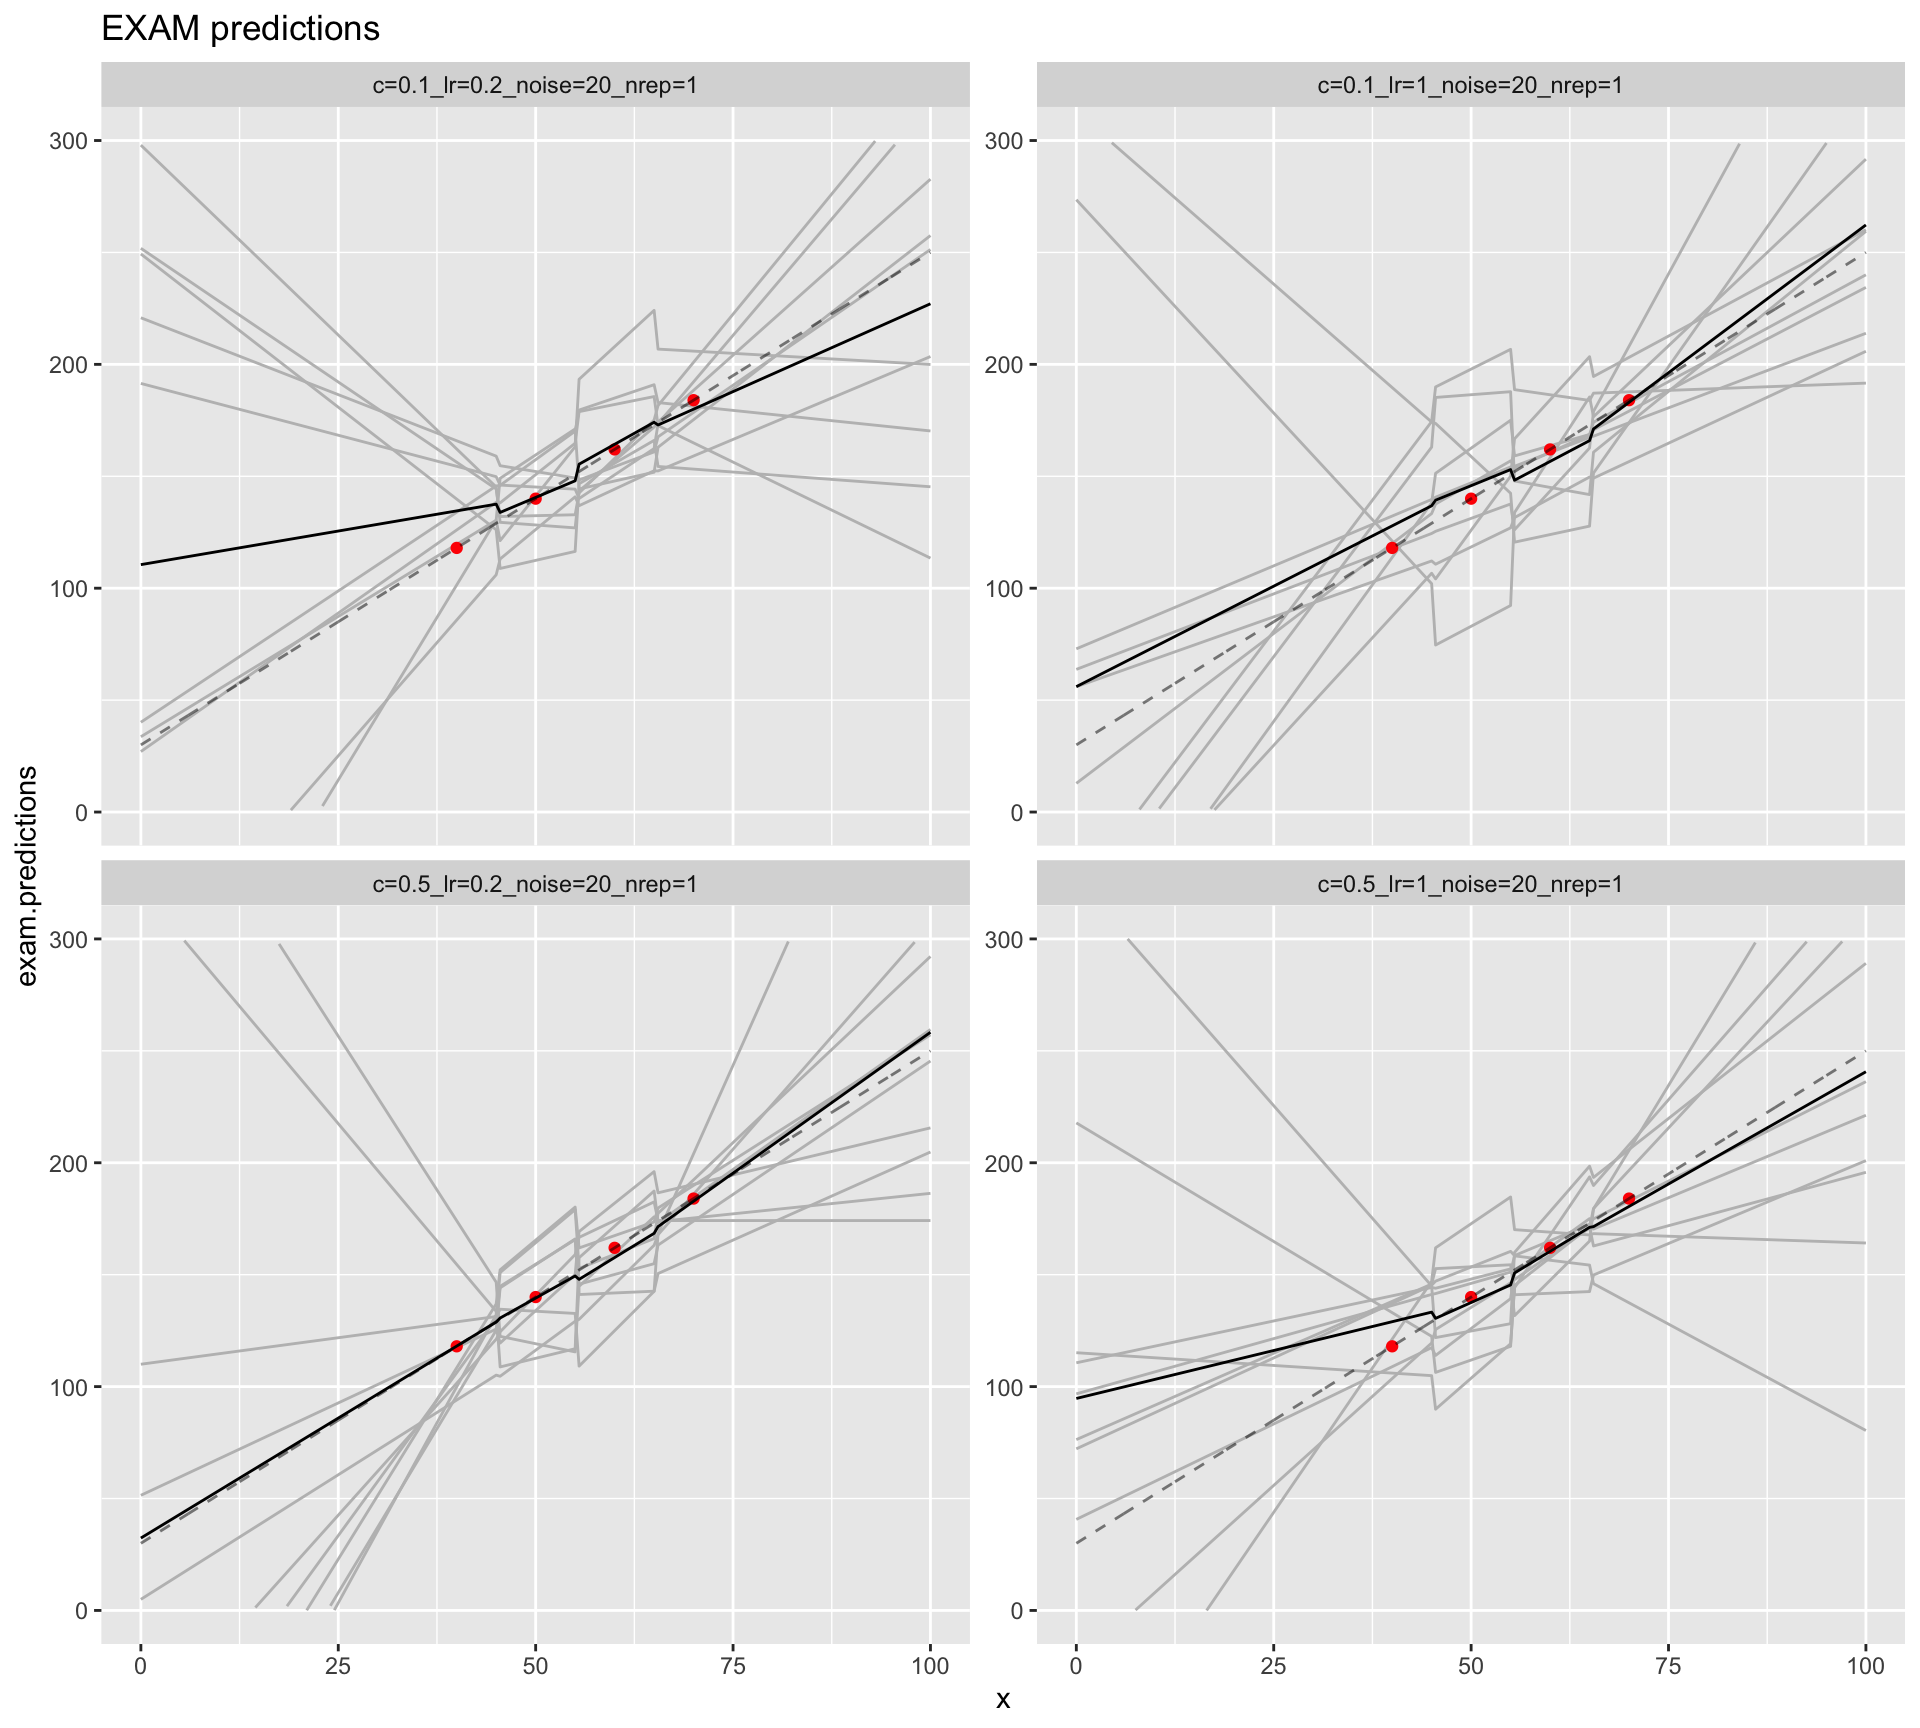 EXAM predictions
c=0.1_lr=0.2_noise=20_nrep=1
c=0.1_lr=1_noise=20_nrep=1
300
200
100
0
300
200
100
0
c=0.5_lr=0.2_noise=20_nrep=1
c=0.5_lr=1_noise=20_nrep=1
300
200
100
0
300
200
100
0
exam.predictions
0 25 50 75 100
0 25 50 75 100
x